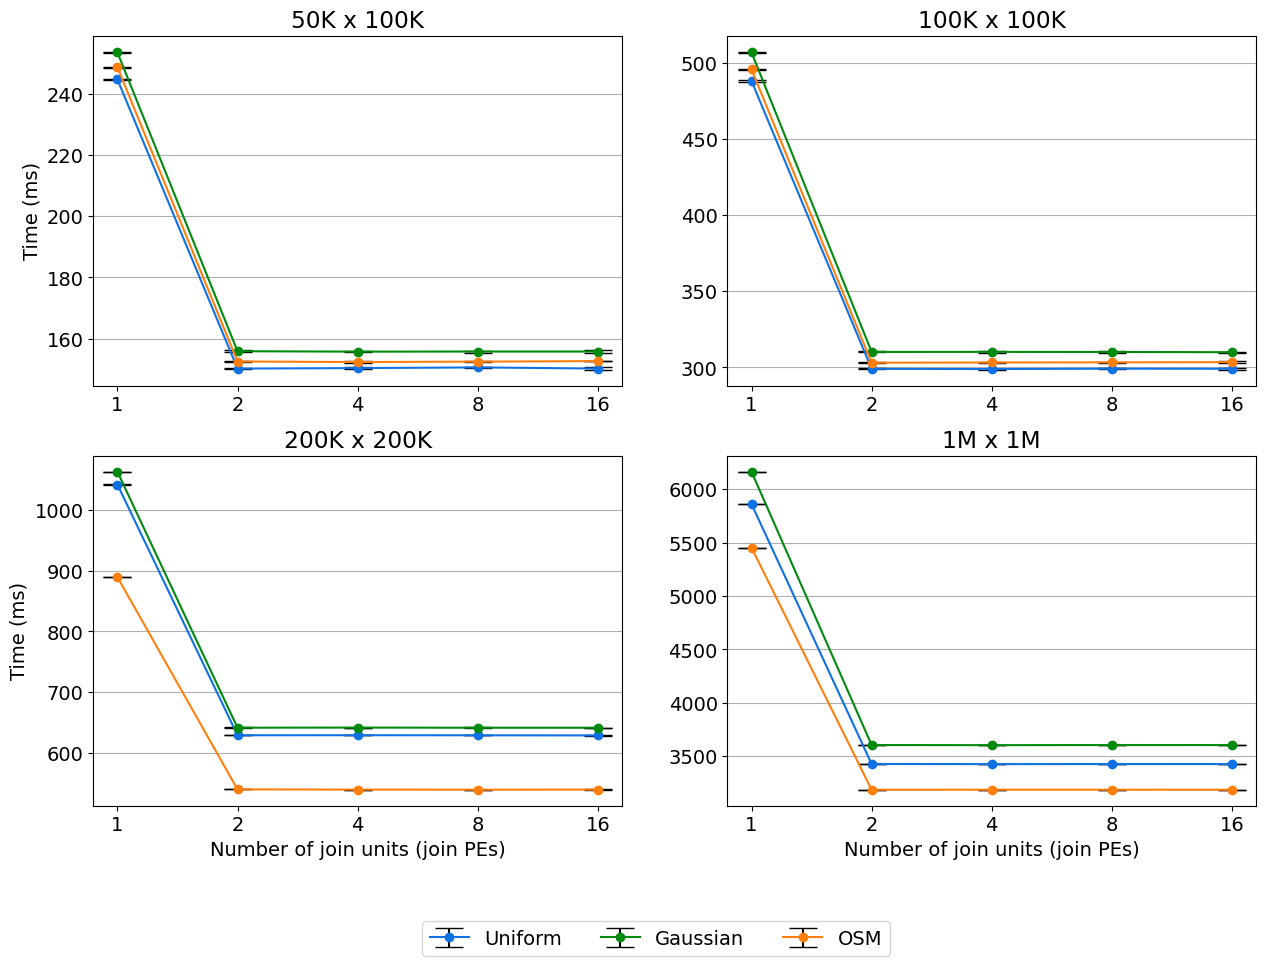 50K x 100K
Time (ms)
240
220
200
180
160
1 2 4 8 16
100K x 100K
500
450
400
350
300
1 2 4 8 16
200K x 200K
Time (ms)
1000
900
800
700
600
1 2 4 8 16
Number of join units (join PEs)
1M x 1M
6000
5500
5000
4500
4000
3500
1 2 4 8 16
Number of join units (join PEs)
Uniform Gaussian OSM